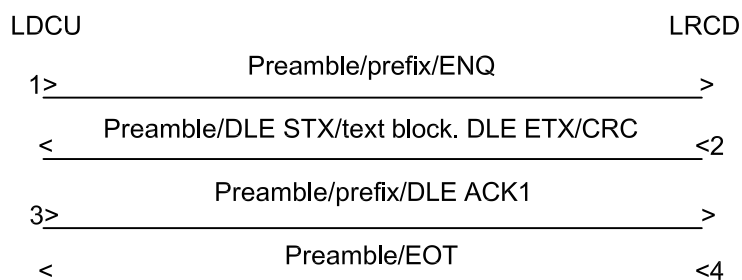 LDCU LRCD
Preamble/prefix/ENQ
1> >
Preamble/DLE STX/text block. DLE ETX/CRC
< <2
Preamble/prefix/DLE ACK1
3> >
Preamble/EOT
< <4